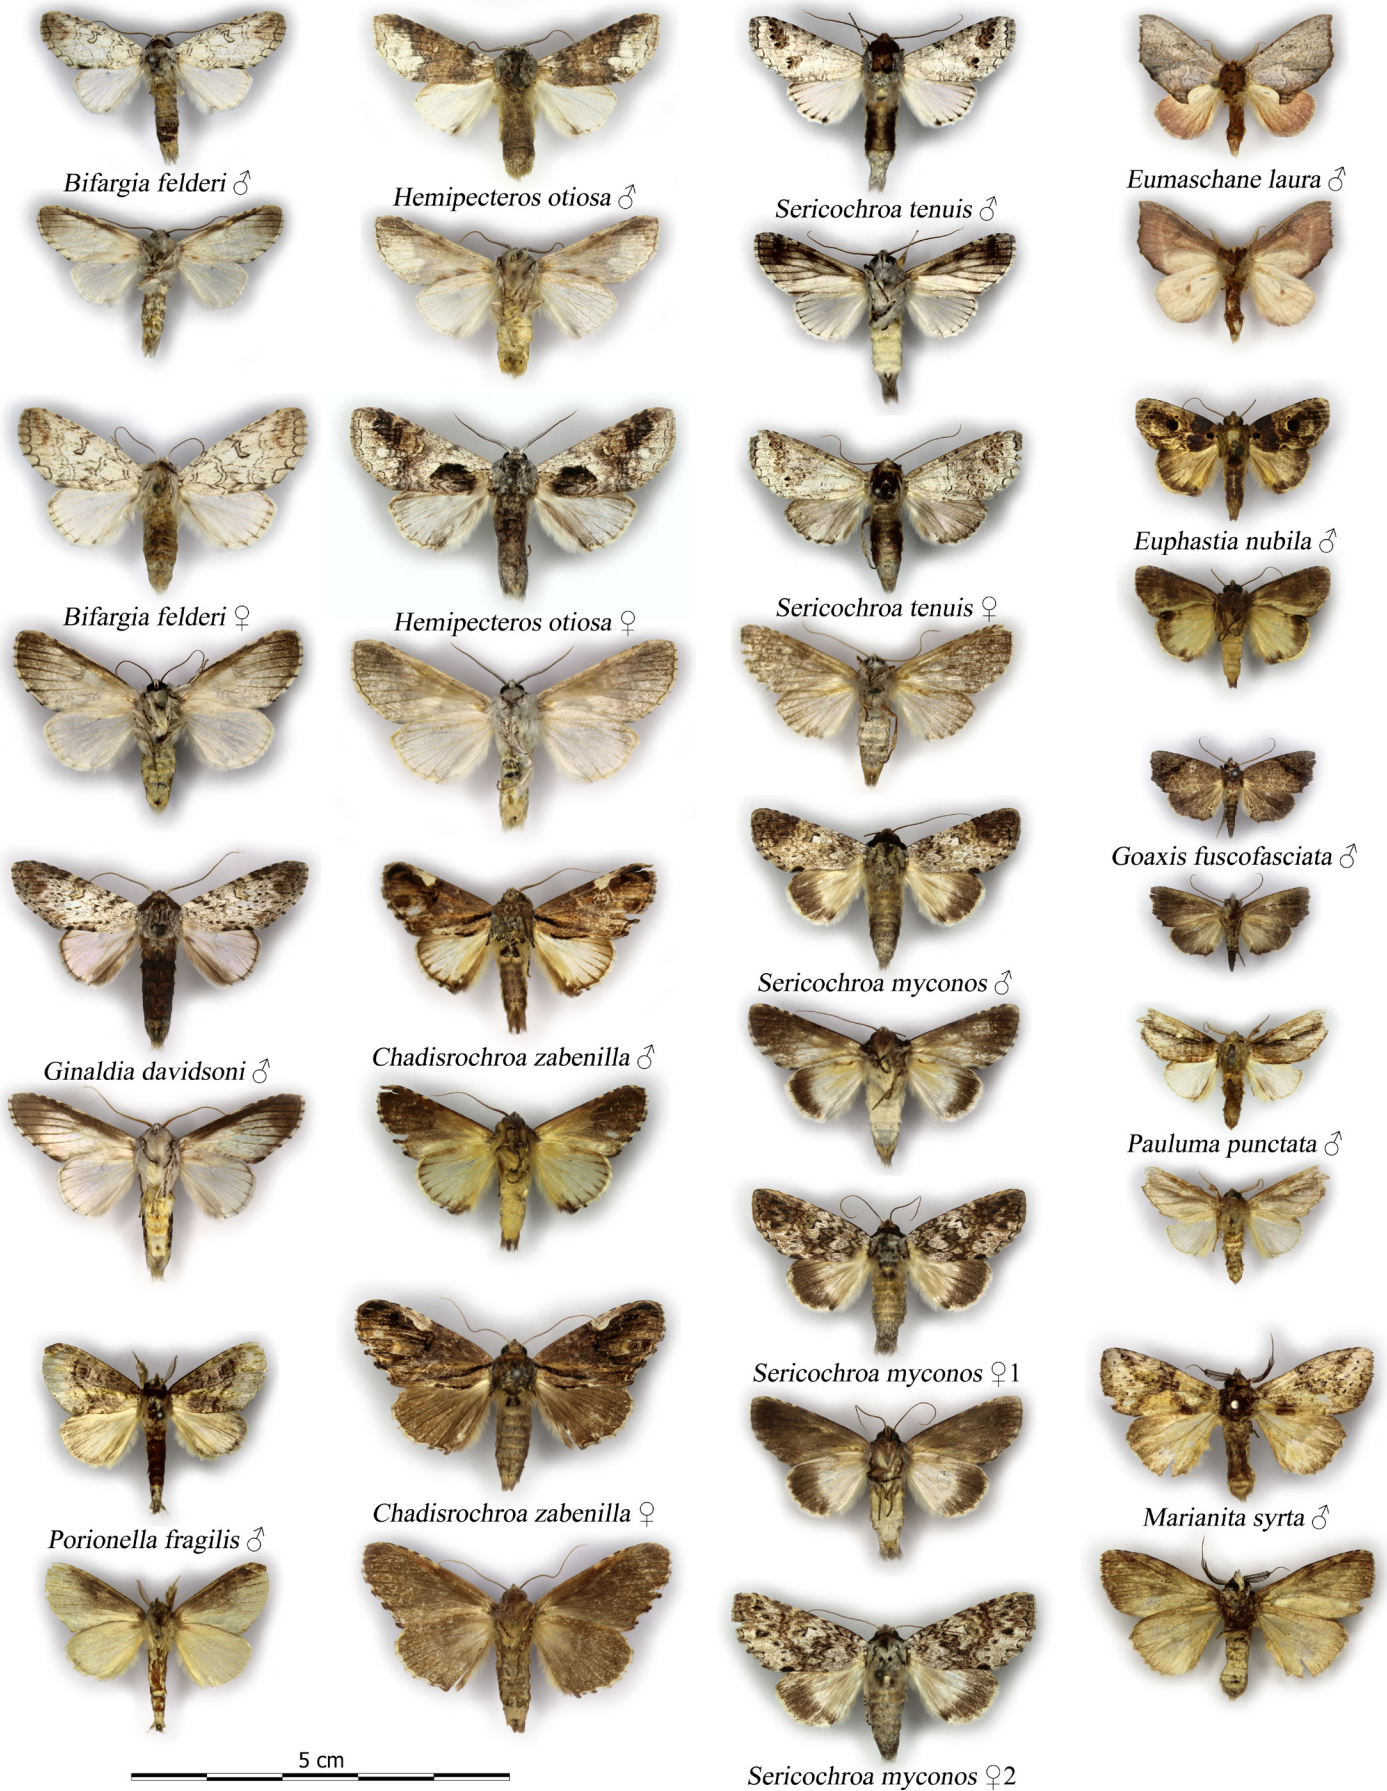 Bifargia felderi ♂
Hemipecteros otiosa ♂
Sericochroa tenuis ♂
Eumaschane laura ♂
Euphastia nubila ♂
Bifargia felderi ♀
Hemipecteros otiosa ♀
Sericochroa tenuis ♀
Goaxis fuscofasciata ♂
Sericochroa myconos ♂
Ginaldia davidsoni ♂
Chadisrochroa zabenilla ♂
Pauluma punctata ♂
Sericochroa myconos ♀1
Porionella fragilis ♂
Chadisrochroa zabenilla ♀
Marianita syrta ♂
5 cm
Sericochroa myconos ♀2